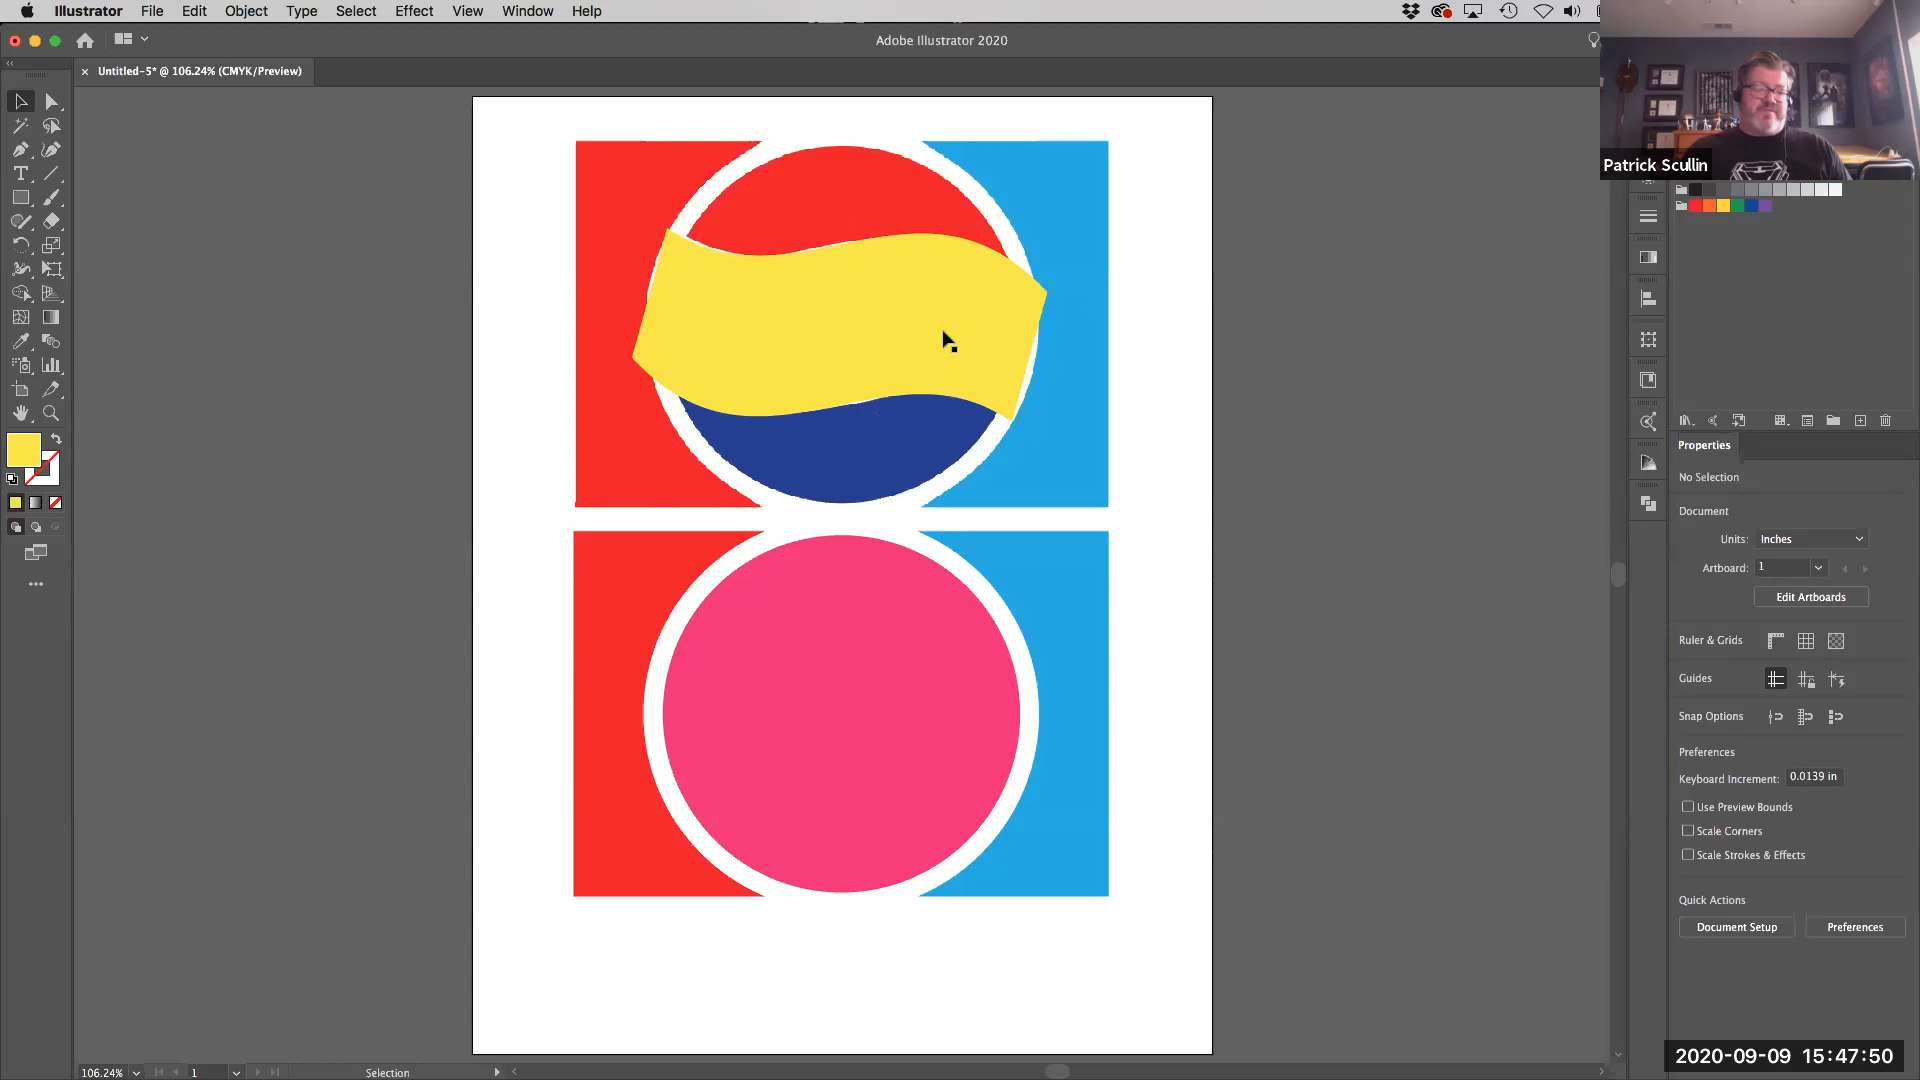 Illustrator File Edit Object Type Select Effect View Window Help
Adobe Illustrator 2020
× Untitled-5* @ 106.24% (CMYK/Preview)
Patrick Scullin
Properties
No Selection
Document
Units: Inches
Artboard: 1
Edit Artboards
Ruler & Grids
Guides
Snap Options
Preferences
Keyboard Increment: 0.0139 in
Use Preview Bounds
Scale Corners
Scale Strokes & Effects
Quick Actions
Document Setup Preferences
2020-09-09 15:47:50
106.24% 1 Selection